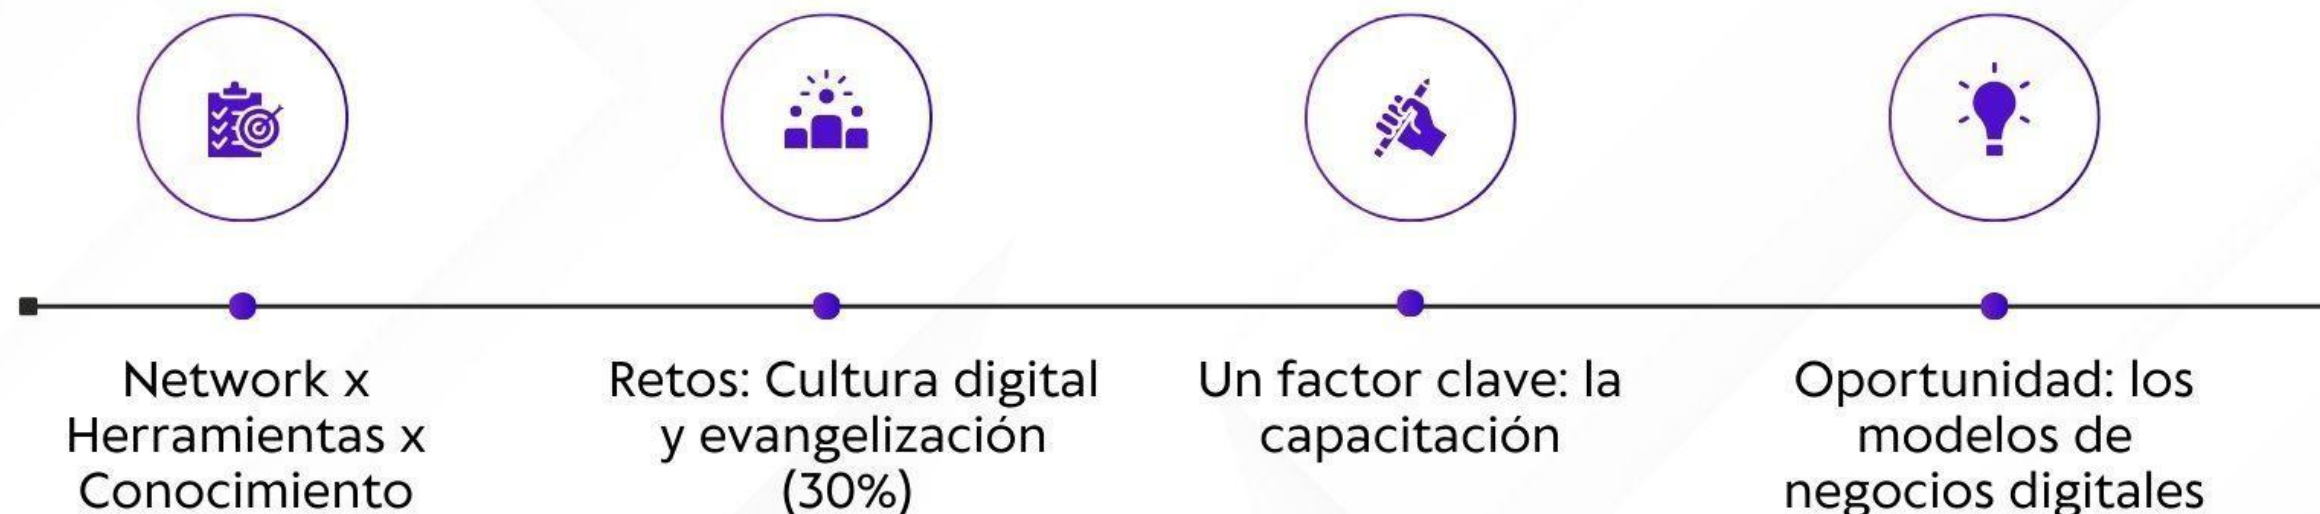 Network x
Herramientas x
Conocimiento
Retos: Cultura digital
y evangelización
(30%)
Un factor clave: la
capacitación
Oportunidad: los
modelos de
negocios digitales